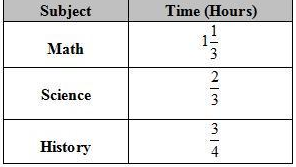 Subject Time (Hours)
Math 1 1/3
Science 2/3
History 3/4